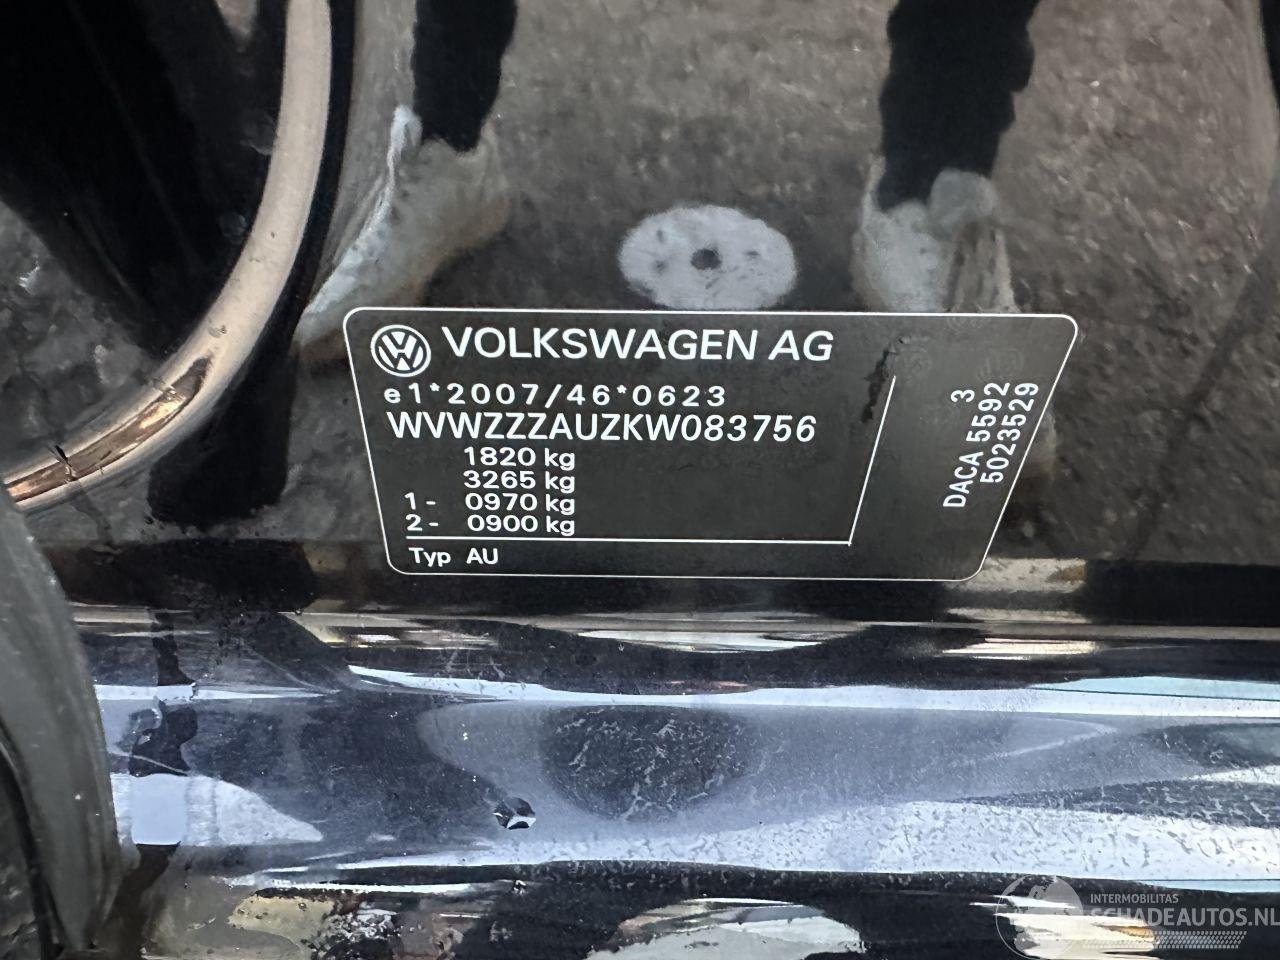 VOLKSWAGEN AG
e1*2007/46*0623
WVWZZZAUZKW083756
1820 kg
3265 kg
1- 0970 kg
2- 0900 kg
Typ AU
3
DACA 5592
5023529
INTERMOBILITAS
SCHADEAUTOS.NL